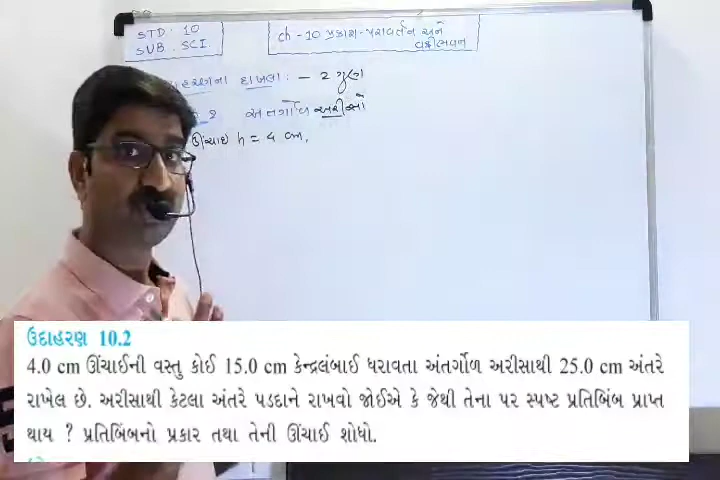 STD: 10
SUB. SCI
ch - 10 પ્રકાશ-પરાવર્તન અને
વક્રીભવન
દાખલા : - 2 ગુણ
અંતર્ગોળ અરીસો
ઊંચાઈ h = 4 cm,
ઉદાહરણ 10.2
4.0 cm ઊંચાઈની વસ્તુ કોઈ 15.0 cm કેન્દ્રલંબાઈ ધરાવતા અંતર્ગોળ અરીસાથી 25.0 cm અંતરે
રાખેલ છે. અરીસાથી કેટલા અંતરે પડદાને રાખવો જોઈએ કે જેથી તેના પર સ્પષ્ટ પ્રતિબિંબ પ્રાપ્ત
થાય ? પ્રતિબિંબનો પ્રકાર તથા તેની ઊંચાઈ શોધો.